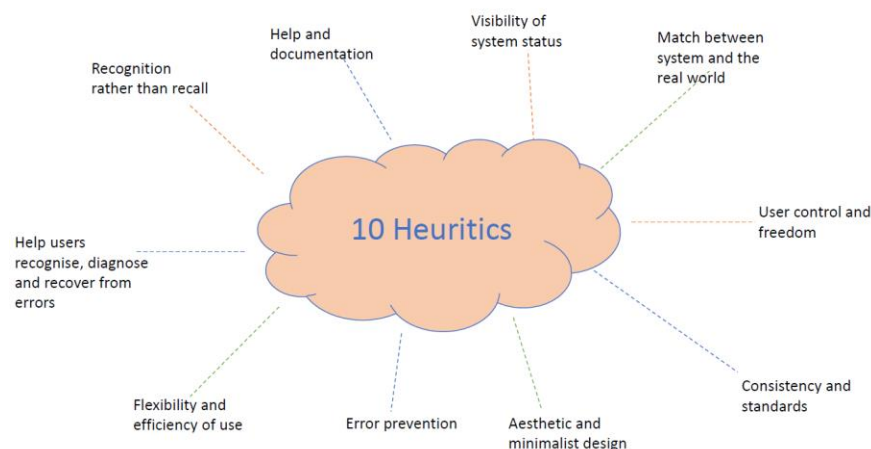 Visibility of
system status
Help and
documentation
Match between
system and the
real world
Recognition
rather than recall
10 Heuritics
User control and
freedom
Help users
recognise, diagnose
and recover from
errors
Consistency and
standards
Flexibility and
efficiency of use
Error prevention
Aesthetic and
minimalist design